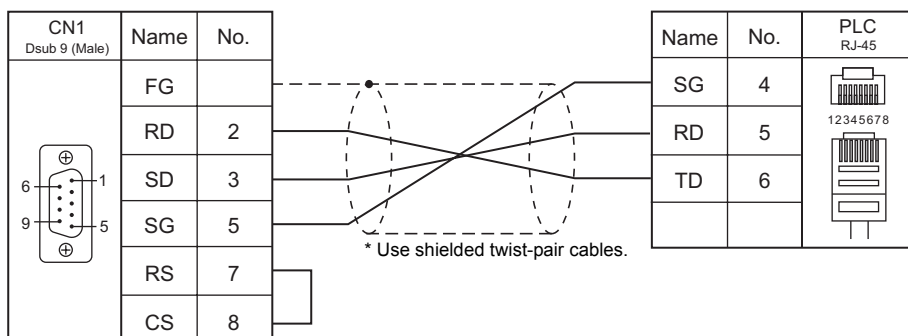 CN1
Dsub 9 (Male)
Name No.
FG
RD 2
SD 3
SG 5
RS 7
CS 8
6 1
9 5
* Use shielded twist-pair cables.
Name No.
SG 4
RD 5
TD 6
PLC
RJ-45
12345678